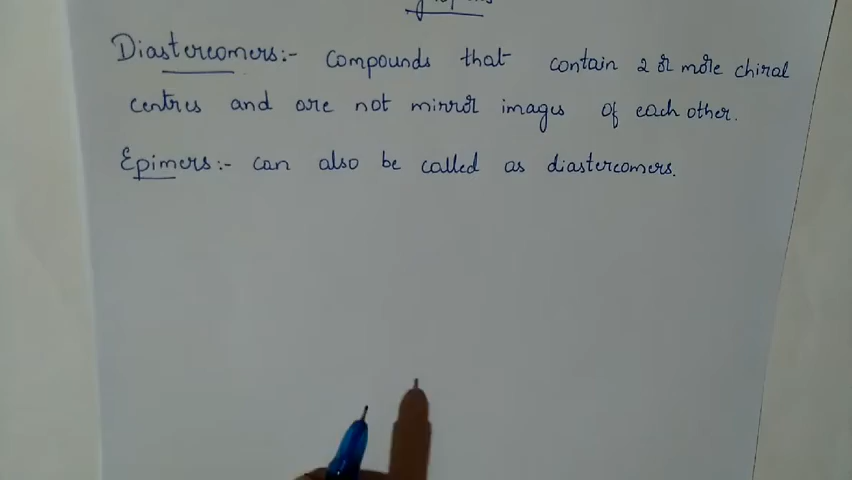 Diastereomers:- compounds that contain 2 or more chiral
centres and are not mirror images of each other.
Epimers:- can also be called as diastereomers.